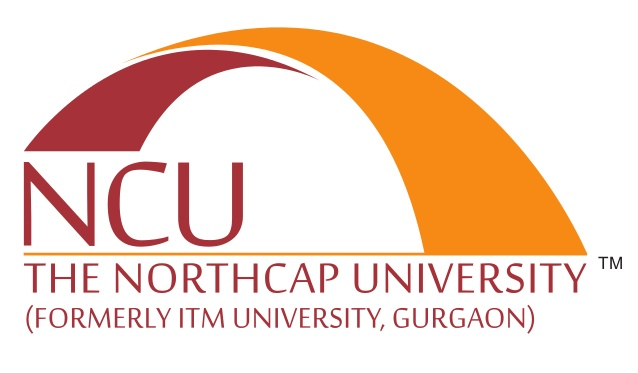 NCU
TM
THE NORTHCAP UNIVERSITY
(FORMERLY ITM UNIVERSITY, GURGAON)